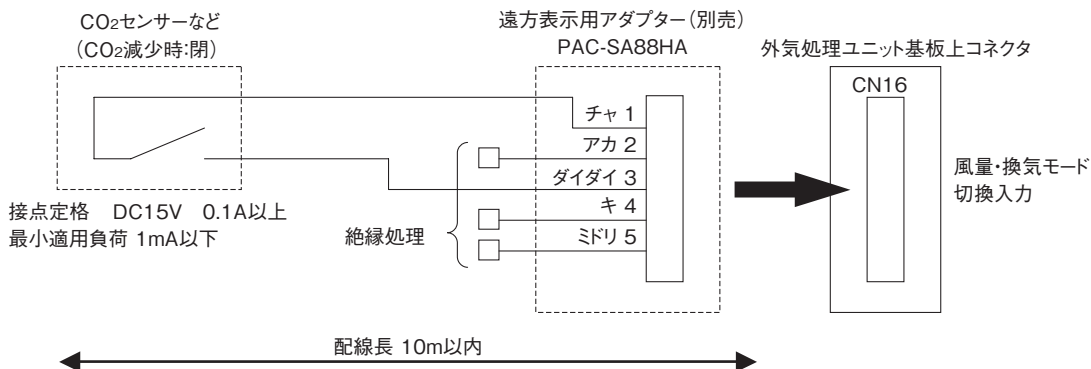 CO2センサーなど
(CO2減少時:閉)
遠方表示用アダプター(別売)
PAC-SA88HA
外気処理ユニット基板上コネクタ
CN16
チャ 1
アカ 2
ダイダイ 3
キ 4
ミドリ 5
絶縁処理
風量・換気モード
切換入力
接点定格 DC15V 0.1A以上
最小適用負荷 1mA以下
配線長 10m以内